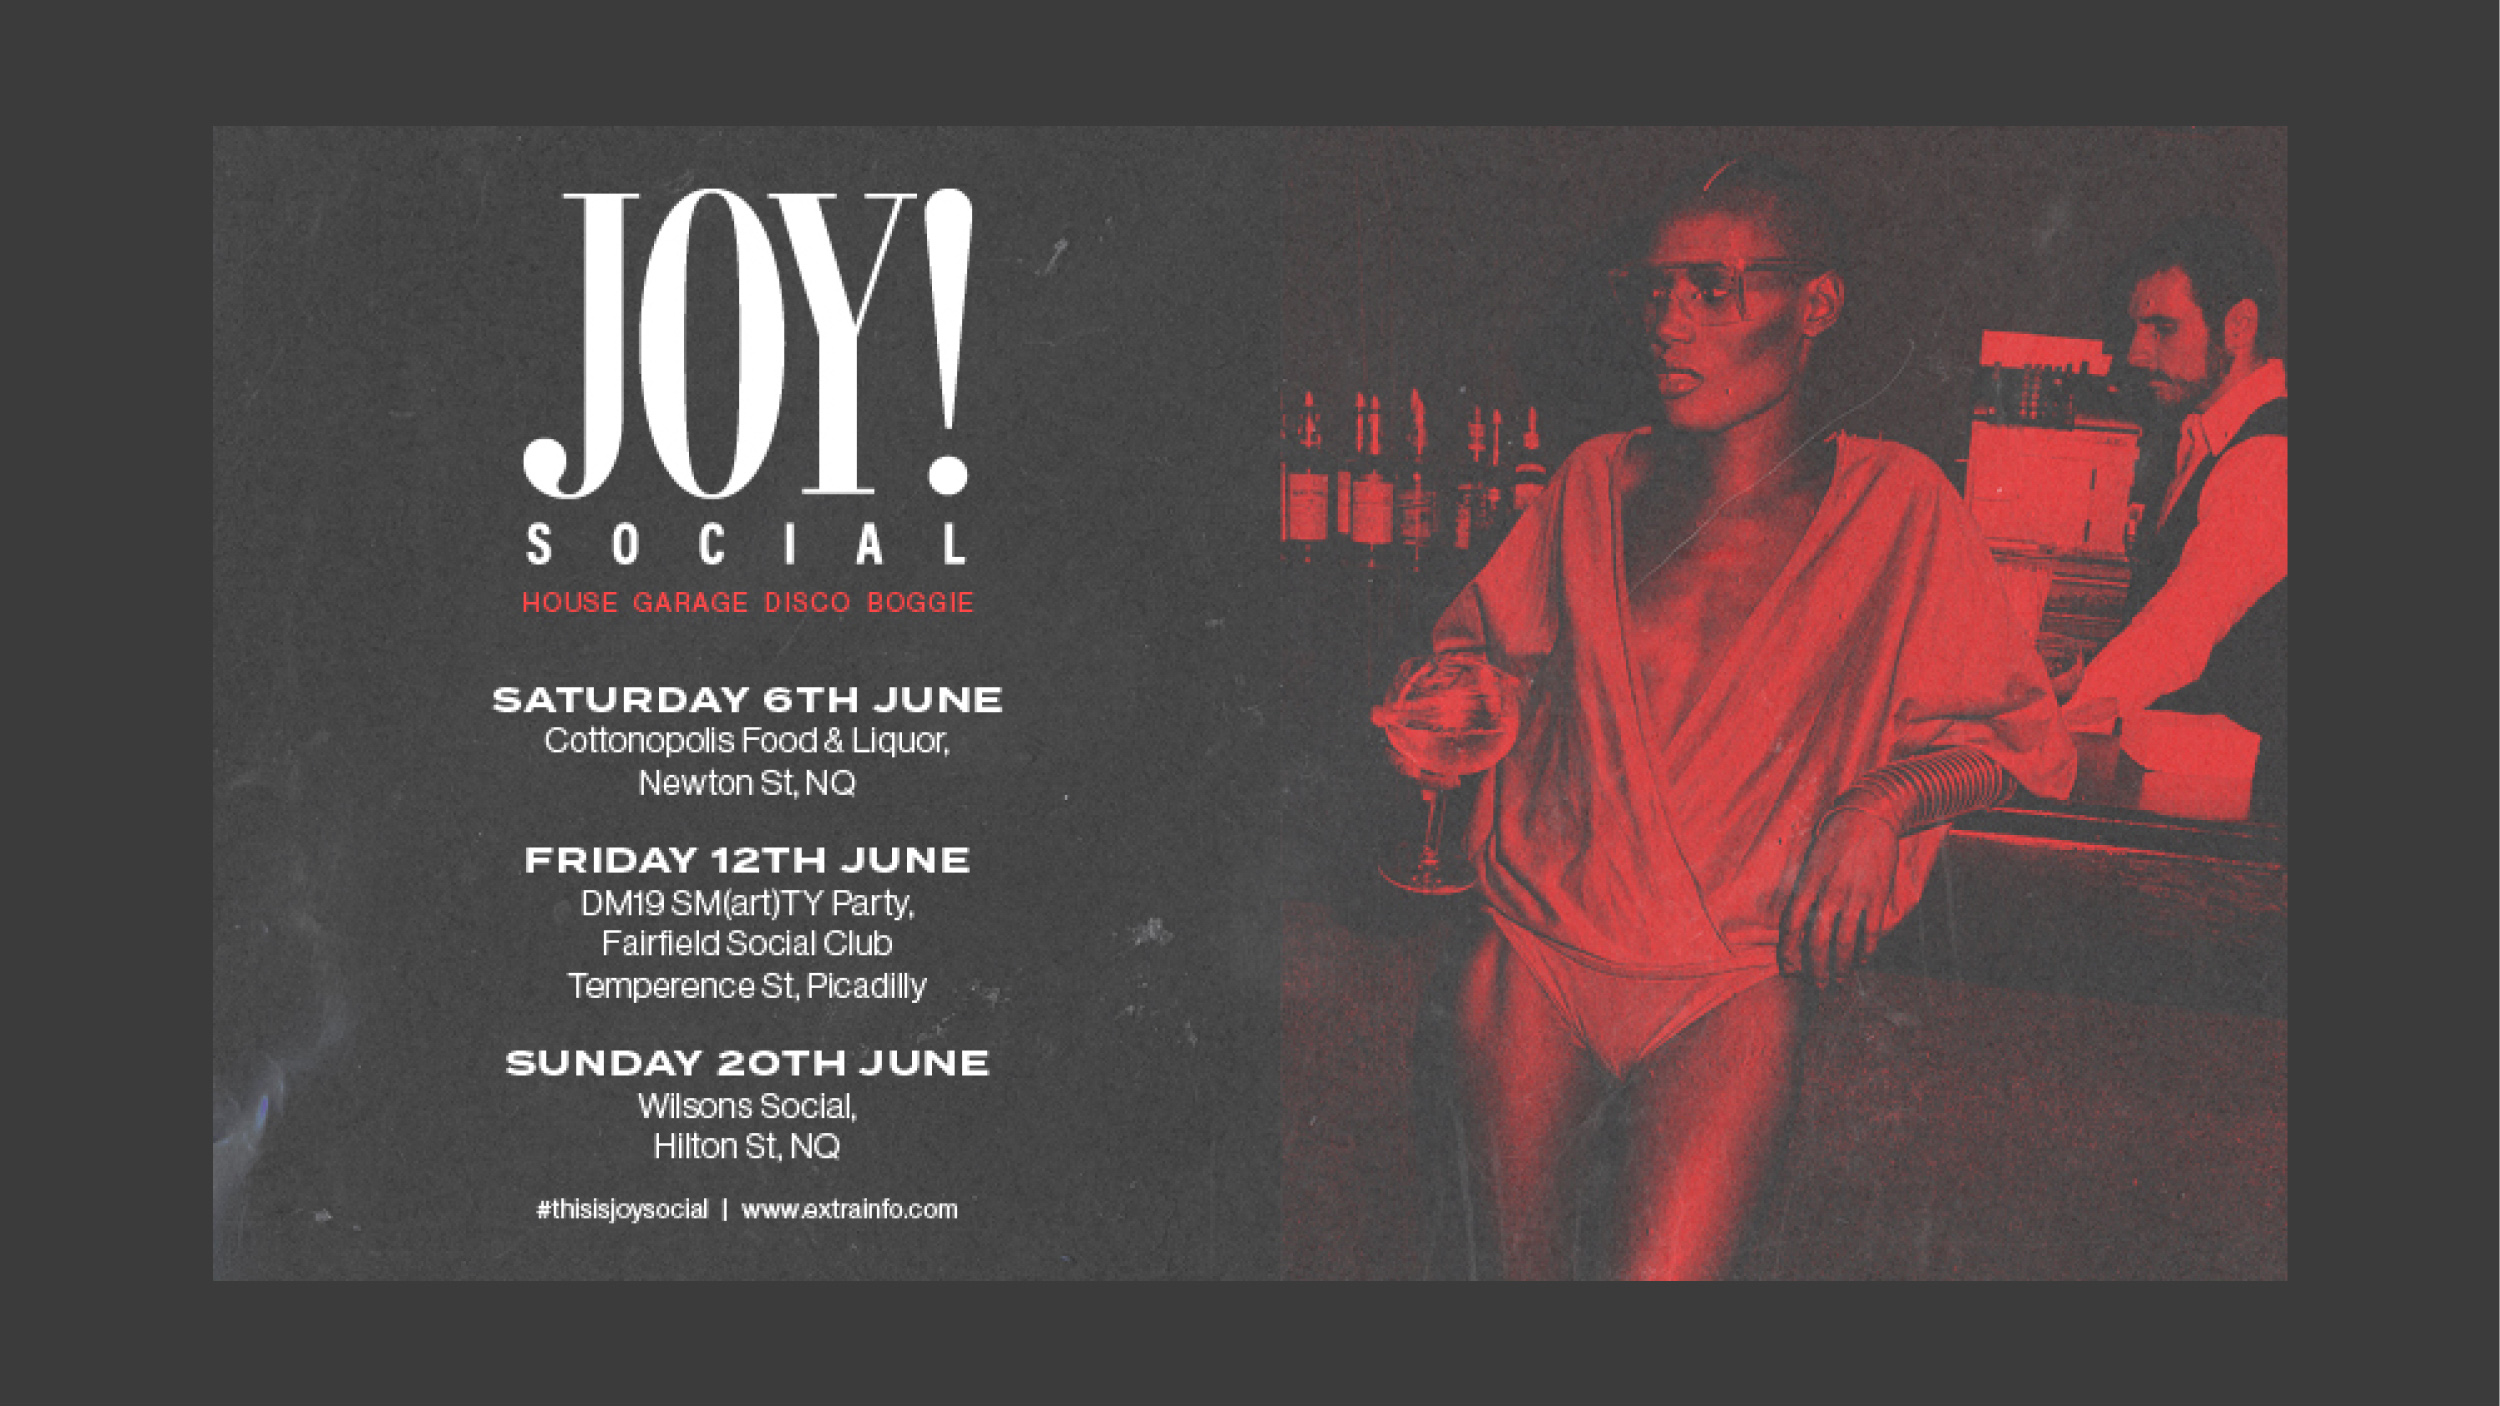 JOY!
SOCIAL
HOUSE GARAGE DISCO BOGGIE
SATURDAY 6TH JUNE
Cottonopolis Food & Liquor,
Newton St, NQ
FRIDAY 12TH JUNE
DM19 SM(art)TY Party,
Fairfield Social Club
Temperence St, Picadilly
SUNDAY 20TH JUNE
Wilsons Social,
Hilton St, NQ
#thisisjoysocial | www.extrainfo.com